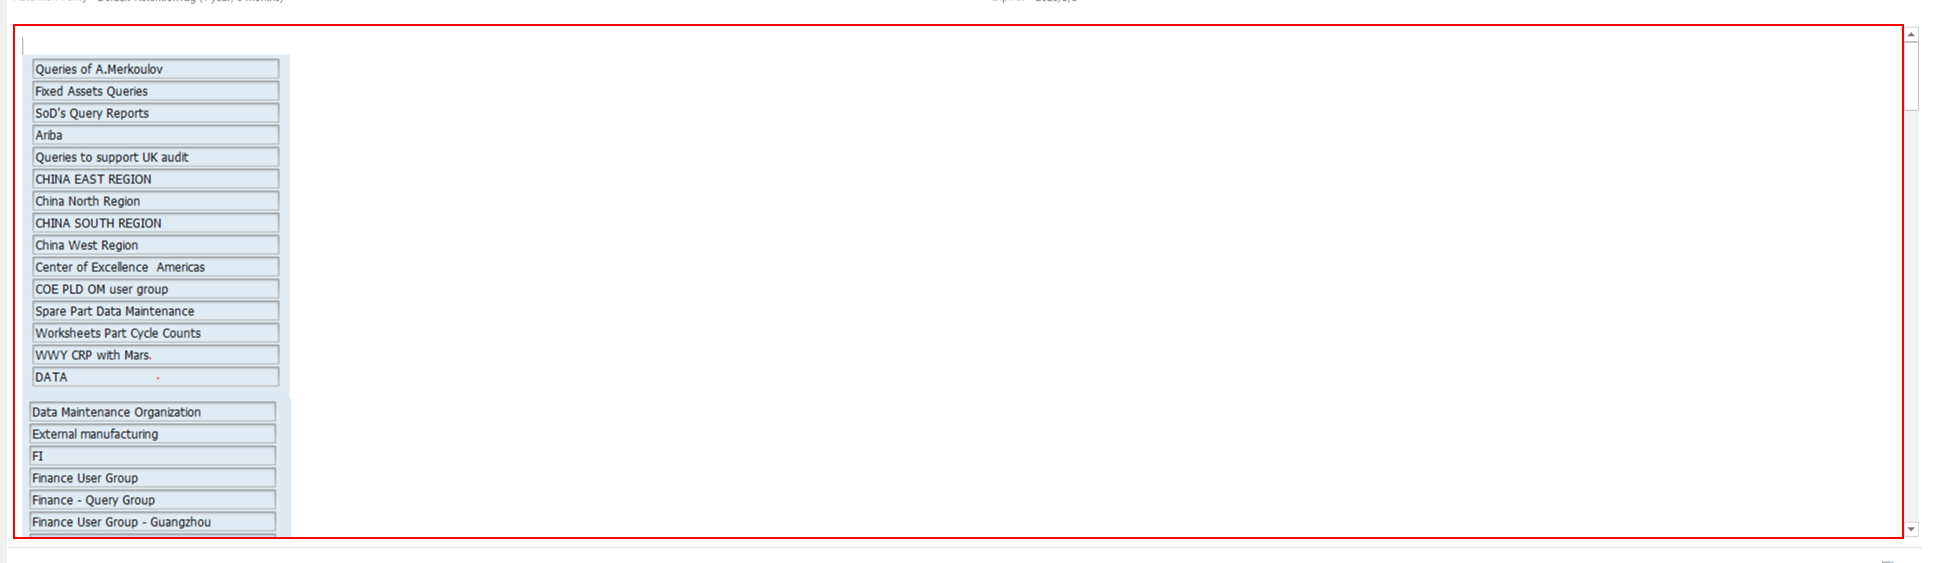 Queries of A.Merkoulov
Fixed Assets Queries
SoD's Query Reports
Ariba
Queries to support UK audit
CHINA EAST REGION
China North Region
CHINA SOUTH REGION
China West Region
Center of Excellence  Americas
COE PLD OM user group
Spare Part Data Maintenance
Worksheets Part Cycle Counts
WWY CRP with Mars.
DATA
Data Maintenance Organization
External manufacturing
FI
Finance User Group
Finance - Query Group
Finance User Group - Guangzhou